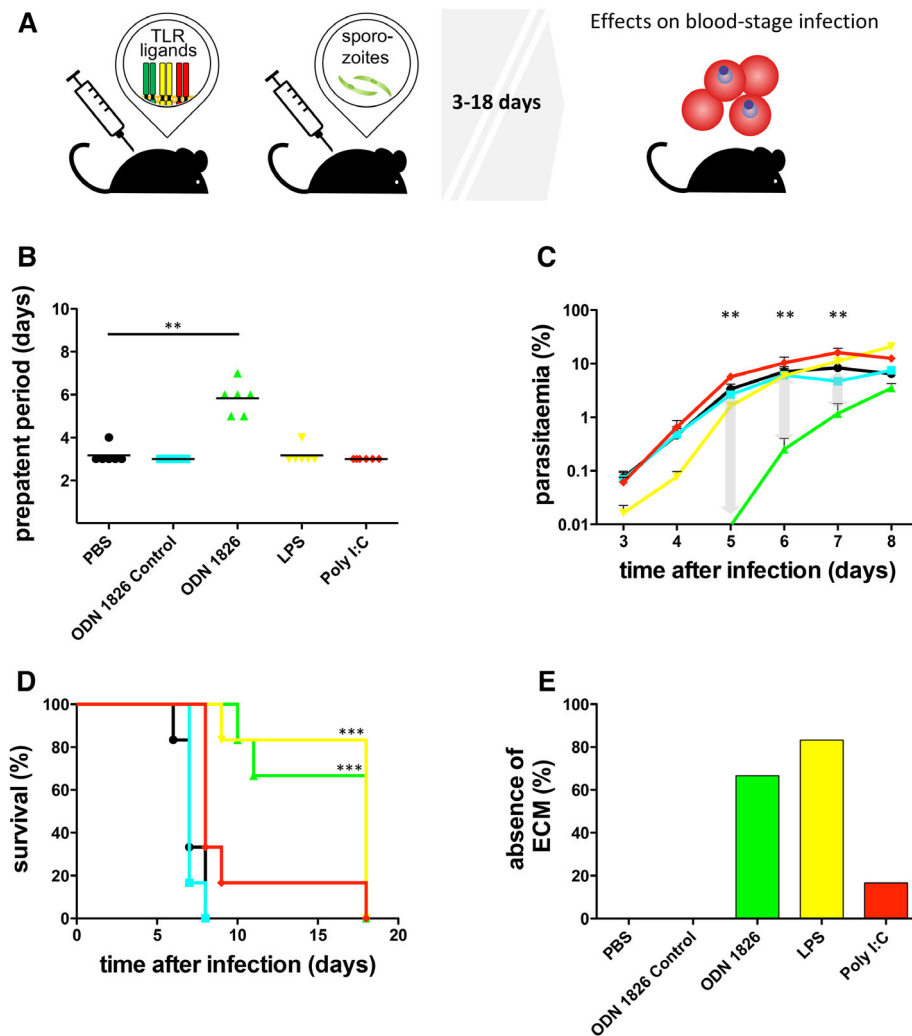 A
TLR
ligands
sporo-
zoites
3-18 days
Effects on blood-stage infection
B
prepatent period (days)
10
8
6
4
2
**
PBS
ODN 1826 Control
ODN 1826
LPS
Poly I:C
C
parasitaemia (%)
100
10
1
0.1
0.01
** ** **
3 4 5 6 7 8
time after infection (days)
D
survival (%)
100
80
60
40
20
0
***
***
0 5 10 15 20
time after infection (days)
E
absence of
ECM (%)
100
80
60
40
20
0
PBS
ODN 1826 Control
ODN 1826
LPS
Poly I:C